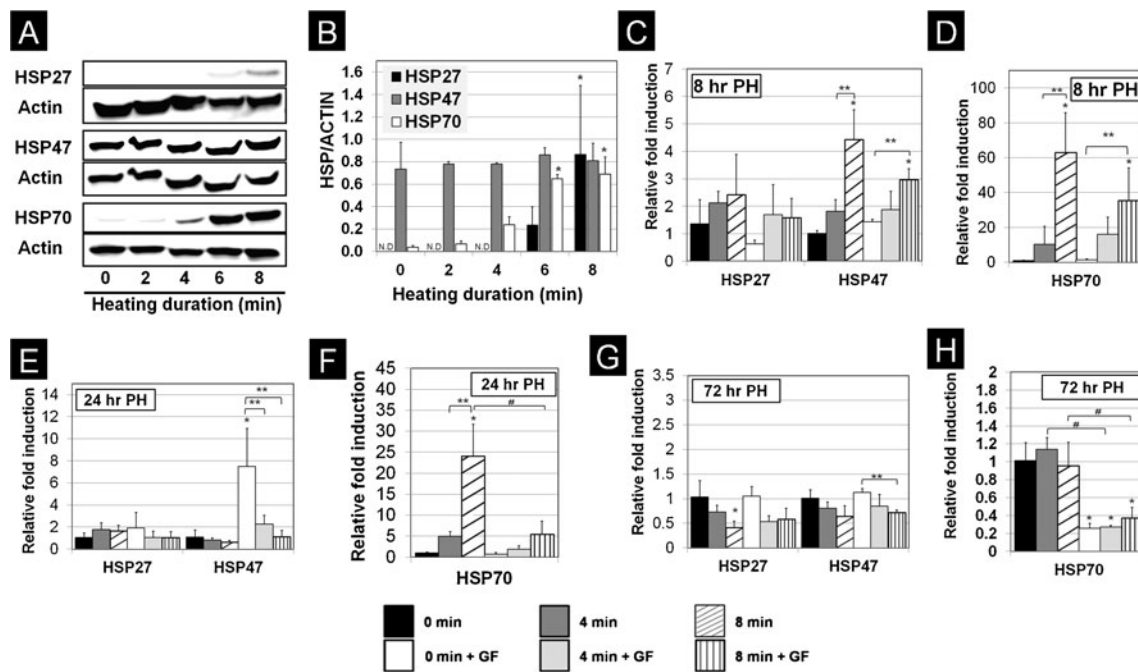 A
HSP27
Actin
HSP47
Actin
HSP70
Actin
0 2 4 6 8
Heating duration (min)
B
HSP/ACTIN
1.6
1.4
1.2
1.0
0.8
0.6
0.4
0.2
0.0
HSP27
HSP47
HSP70
N.D N.D N.D
* * *
0 2 4 6 8
Heating duration (min)
C
Relative fold induction
8 hr PH
7
6
5
4
3
2
1
0
** * ** *
HSP27 HSP47
D
Relative fold induction
8 hr PH
100
80
60
40
20
0
** * ** *
HSP70
E
Relative fold induction
24 hr PH
14
12
10
8
6
4
2
0
** ** *
HSP27 HSP47
F
Relative fold induction
24 hr PH
45
40
35
30
25
20
15
10
5
0
** * #
HSP70
G
Relative fold induction
72 hr PH
3.5
3
2.5
2
1.5
1
0.5
0
* **
HSP27 HSP47
H
Relative fold induction
72 hr PH
2
1.8
1.6
1.4
1.2
1
0.8
0.6
0.4
0.2
0
# #
* * *
HSP70
0 min 4 min 8 min
0 min + GF 4 min + GF 8 min + GF